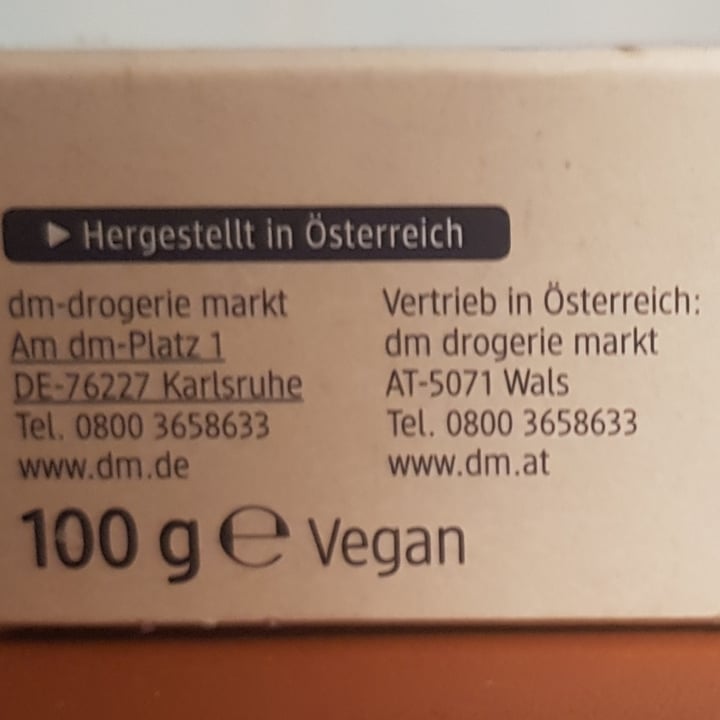 ▶ Hergestellt in Österreich
dm-drogerie markt
Am dm-Platz 1
DE-76227 Karlsruhe
Tel. 0800 3658633
www.dm.de
Vertrieb in Österreich:
dm drogerie markt
AT-5071 Wals
Tel. 0800 3658633
www.dm.at
100 g ℮ Vegan